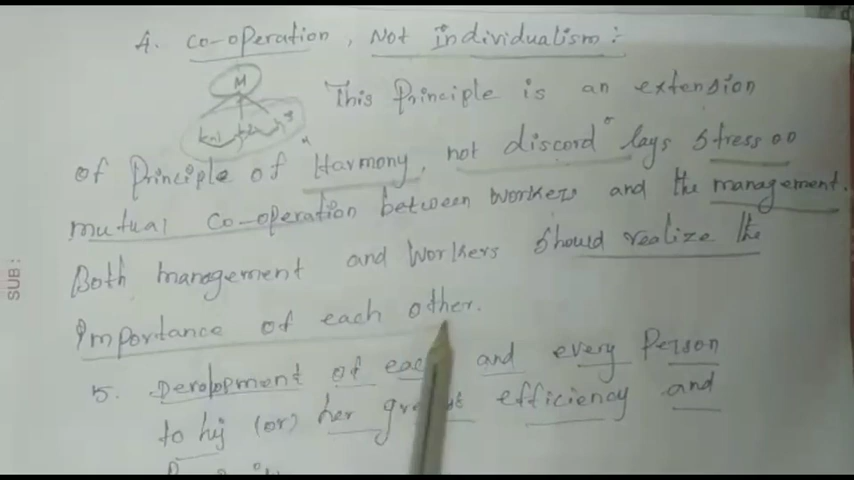 4. Co-operation, Not individualism :-
M
This Principle is an extension
of Principle of Harmony, not discord" lays stress on
mutual co-operation between workers and the management.
Both management and workers should realize the
Importance of each other.
5. Development of each and every Person
to his (or) her efficiency and
SUB: